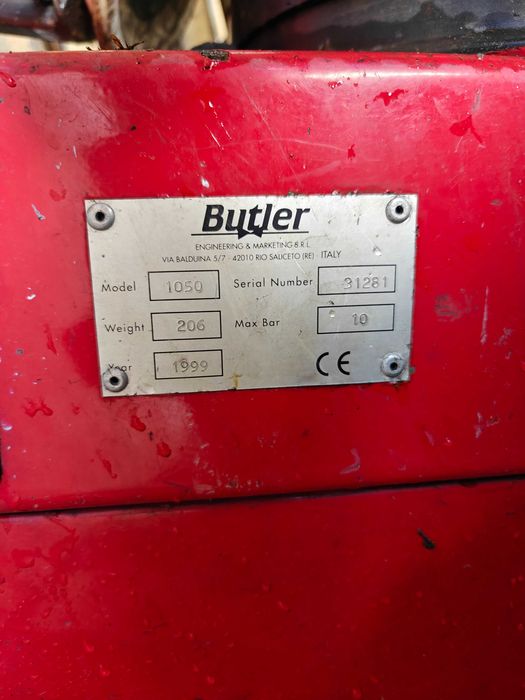 Butler
ENGINEERING & MARKETING S.R.L.
VIA BALDUINA 5/7 - 42010 RIO SALICETO (RE) - ITALY
Model 1050 Serial Number 31281
Weight 206 Max Bar 10
Year 1999 CE